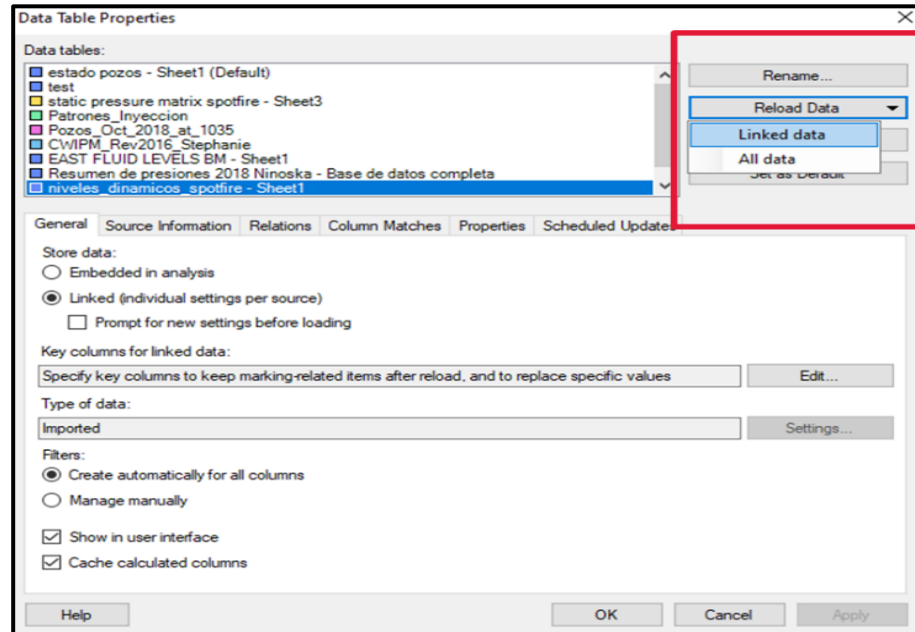 Data Table Properties
Data tables:
estado pozos - Sheet1 (Default)
test
static pressure matrix spotfire - Sheet3
Patrones_Inyeccion
Pozos_Oct_2018_at_1035
CWIPM_Rev2016_Stephanie
EAST FLUID LEVELS BM - Sheet1
Resumen de presiones 2018 Ninoska - Base de datos completa
niveles_dinamicos_spotfire - Sheet1
Rename...
Reload Data
Linked data
All data
Set as Default
General Source Information Relations Column Matches Properties Scheduled Updates
Store data:
Embedded in analysis
Linked (individual settings per source)
Prompt for new settings before loading
Key columns for linked data:
Specify key columns to keep marking-related items after reload, and to replace specific values Edit...
Type of data:
Imported Settings...
Filters:
Create automatically for all columns
Manage manually
Show in user interface
Cache calculated columns
Help OK Cancel Apply